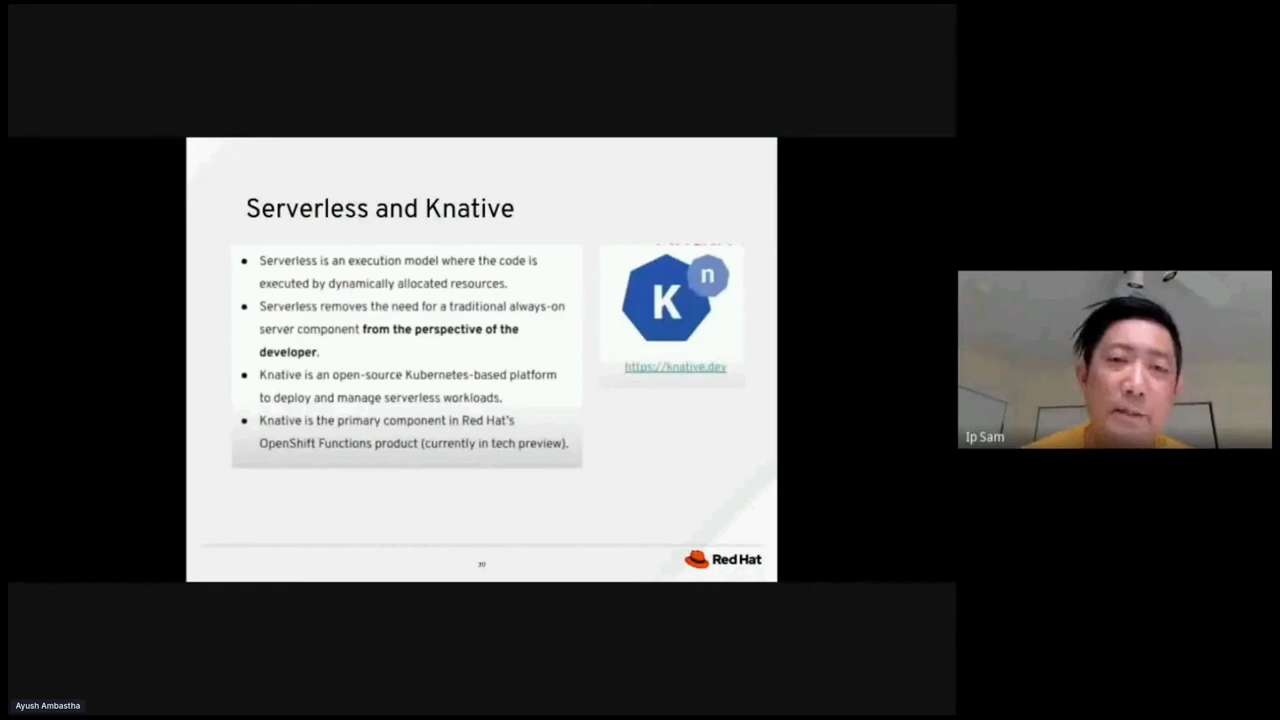 Serverless and Knative
● Serverless is an execution model where the code is
executed by dynamically allocated resources.
● Serverless removes the need for a traditional always-on
server component from the perspective of the
developer.
● Knative is an open-source Kubernetes-based platform
to deploy and manage serverless workloads.
● Knative is the primary component in Red Hat's
OpenShift Functions product (currently in tech preview).
K
n
https://knative.dev
Red Hat
Ip Sam
Ayush Ambastha